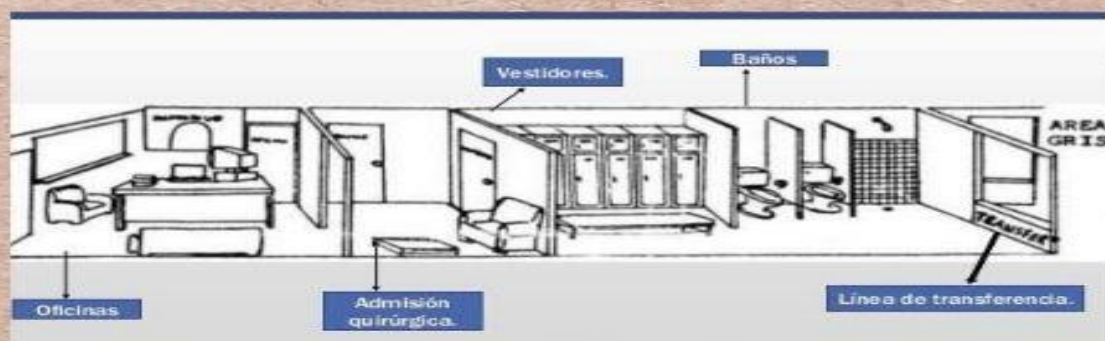 Vestidores.
Baños
AREA
GRIS
TRANSFER
Oficinas
Admisión
quirúrgica.
Línea de transferencia.